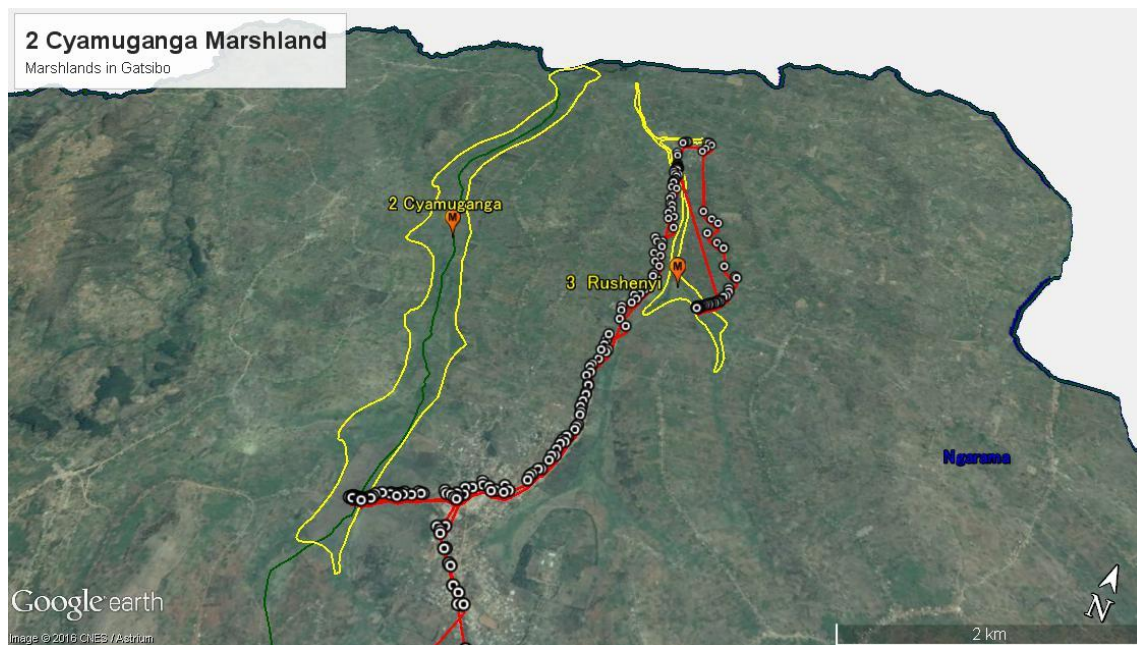 2 Cyamuganga Marshland
Marshlands in Gatsibo
2 Cyamuganga
M
M
3 Rushenyi
Ngarama
Google earth
N
Image © 2016 CNES / Astrium
2 km